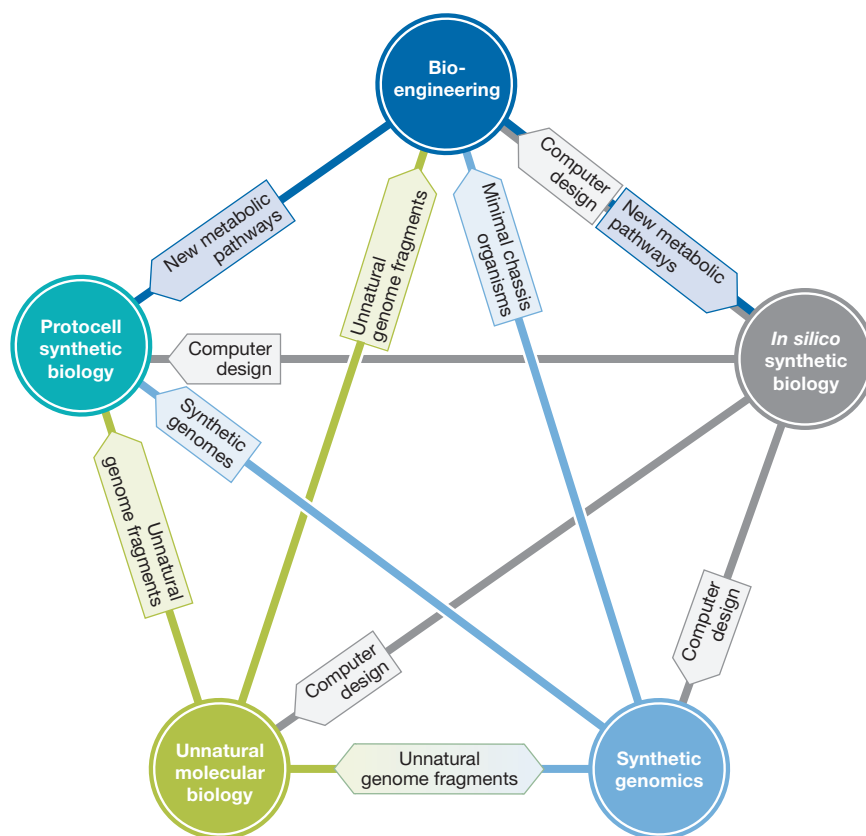 Bio-
engineering
Computer
design
New metabolic
pathways
New metabolic
pathways
Unnatural
genome fragments
Minimal chassis
organisms
Protocell
synthetic
biology
Computer
design
In silico
synthetic
biology
Synthetic
genomes
Unnatural
genome fragments
Computer
design
Computer
design
Unnatural
molecular
biology
Unnatural
genome fragments
Synthetic
genomics